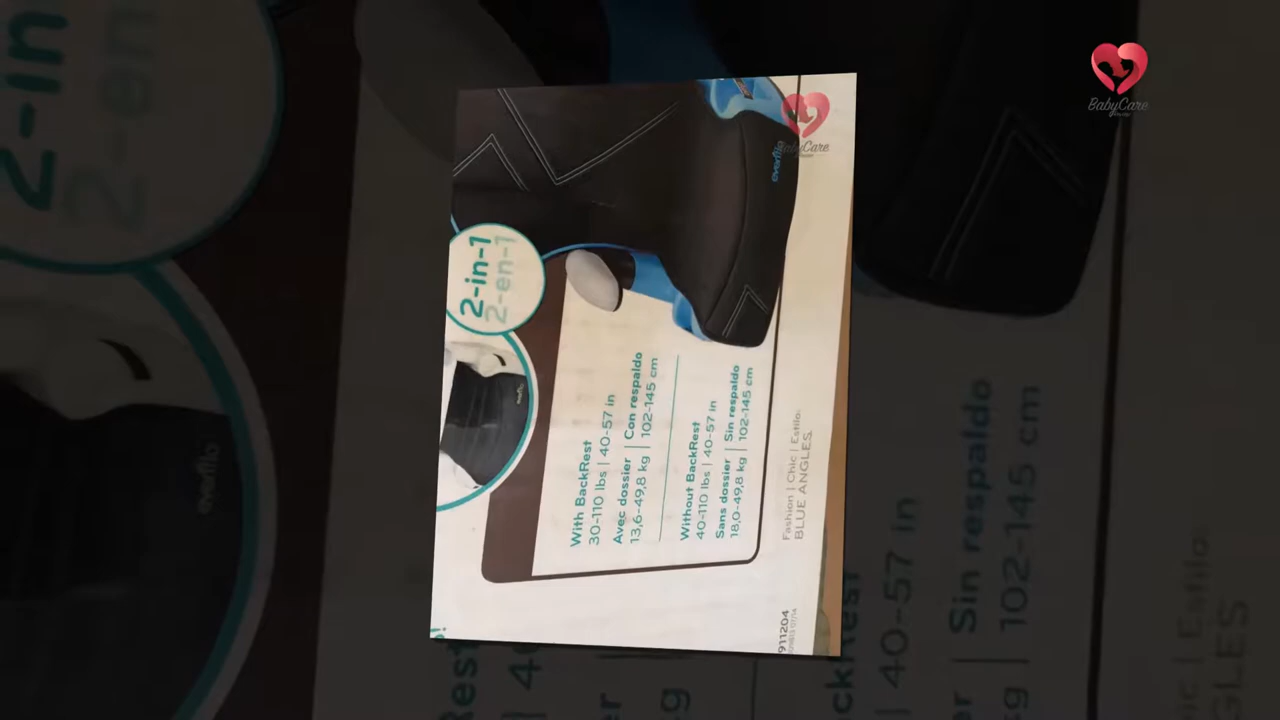 BabyCare
evenflo
2-in-1
2-en-1
evenflo
With BackRest
30-110 lbs | 40-57 in
Avec dossier | Con respaldo
13,6-49,8 kg | 102-145 cm
Without BackRest
40-110 lbs | 40-57 in
Sans dossier | Sin respaldo
18,0-49,8 kg | 102-145 cm
Fashion | Chic | Estilo:
BLUE ANGLES
911204